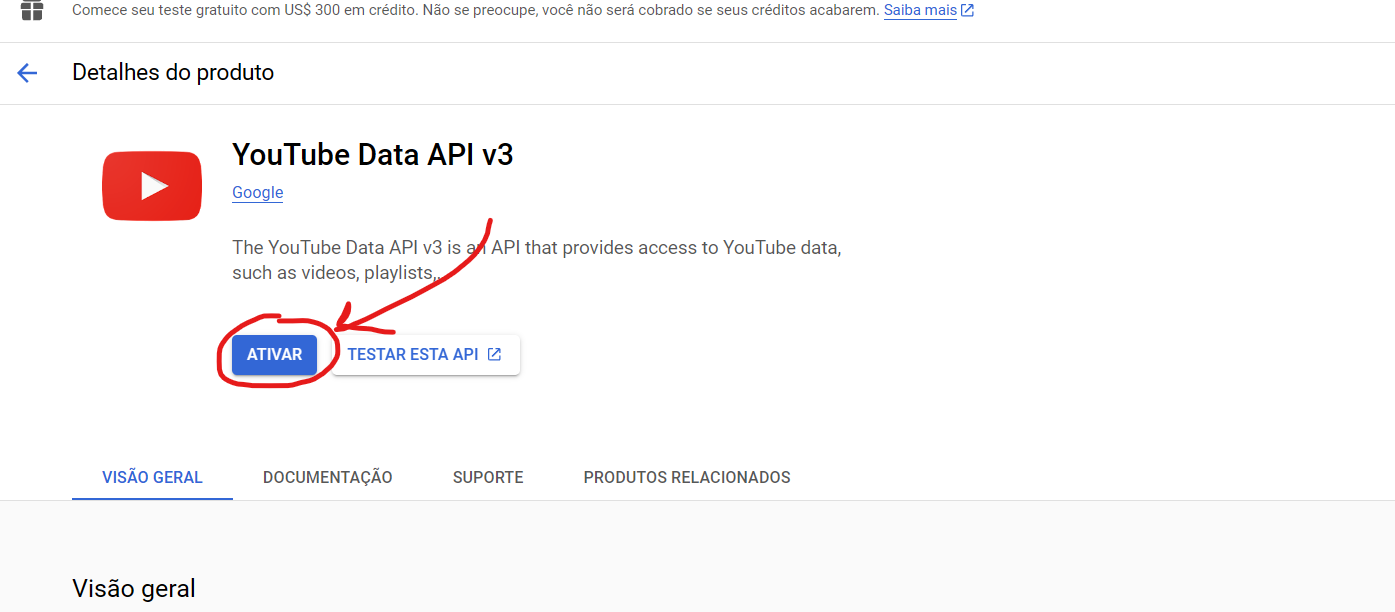 Comece seu teste gratuito com US$ 300 em crédito. Não se preocupe, você não será cobrado se seus créditos acabarem. Saiba mais
Detalhes do produto
YouTube Data API v3
Google
The YouTube Data API v3 is an API that provides access to YouTube data,
such as videos, playlists,..
ATIVAR TESTAR ESTA API
VISÃO GERAL DOCUMENTAÇÃO SUPORTE PRODUTOS RELACIONADOS
Visão geral